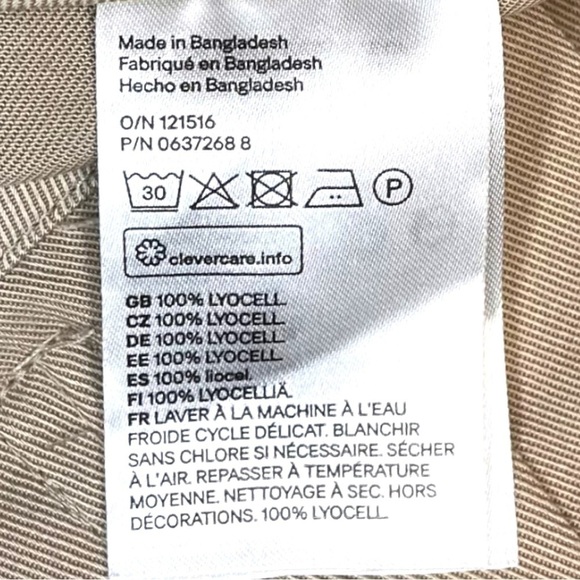 Made in Bangladesh
Fabriqué en Bangladesh
Hecho en Bangladesh
O/N 121516
P/N 0637268 8
30 P
clevercare.info
GB 100% LYOCELL.
CZ 100% LYOCELL.
DE 100% LYOCELL.
EE 100% LYOCELL.
ES 100% liocel.
FI 100% LYOCELLIÄ.
FR LAVER À LA MACHINE À L'EAU
FROIDE CYCLE DÉLICAT. BLANCHIR
SANS CHLORE SI NÉCESSAIRE. SÉCHER
À L'AIR. REPASSER À TEMPÉRATURE
MOYENNE. NETTOYAGE À SEC. HORS
DÉCORATIONS. 100% LYOCELL.